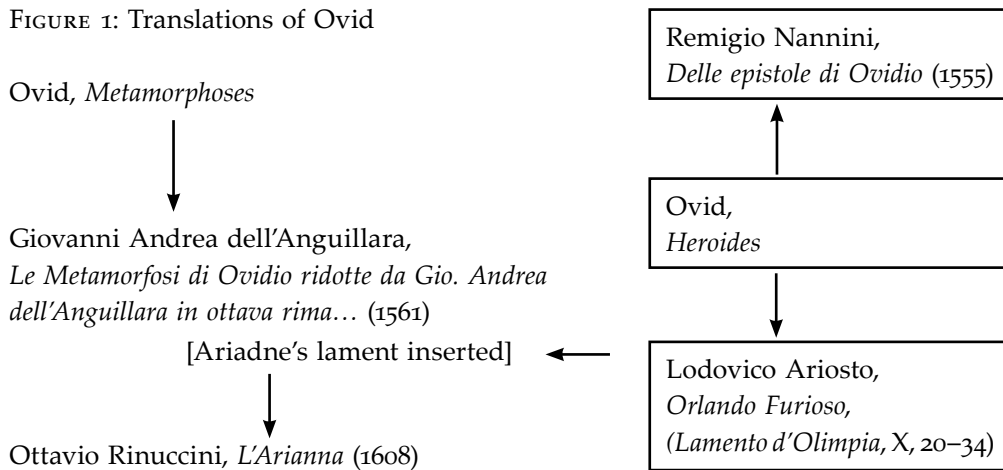 FIGURE 1: Translations of Ovid
Ovid, Metamorphoses
Giovanni Andrea dell'Anguillara,
Le Metamorfosi di Ovidio ridotte da Gio. Andrea
dell'Anguillara in ottava rima… (1561)
[Ariadne's lament inserted]
Ottavio Rinuccini, L'Arianna (1608)
Remigio Nannini,
Delle epistole di Ovidio (1555)
Ovid,
Heroides
Lodovico Ariosto,
Orlando Furioso,
(Lamento d'Olimpia, X, 20–34)